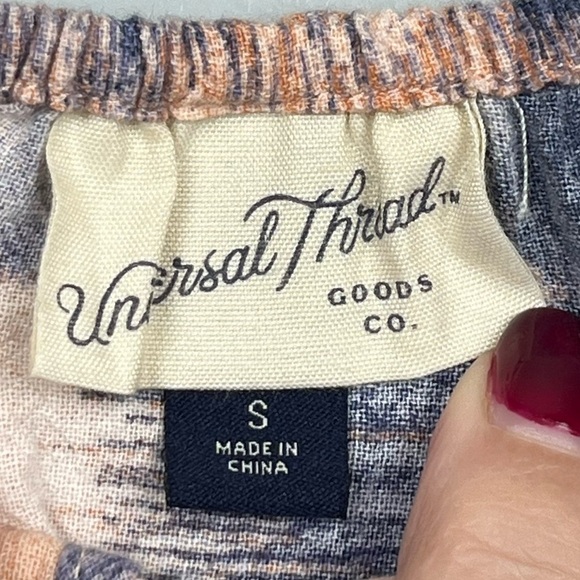 Universal Thread™
GOODS
CO.
S
MADE IN
CHINA